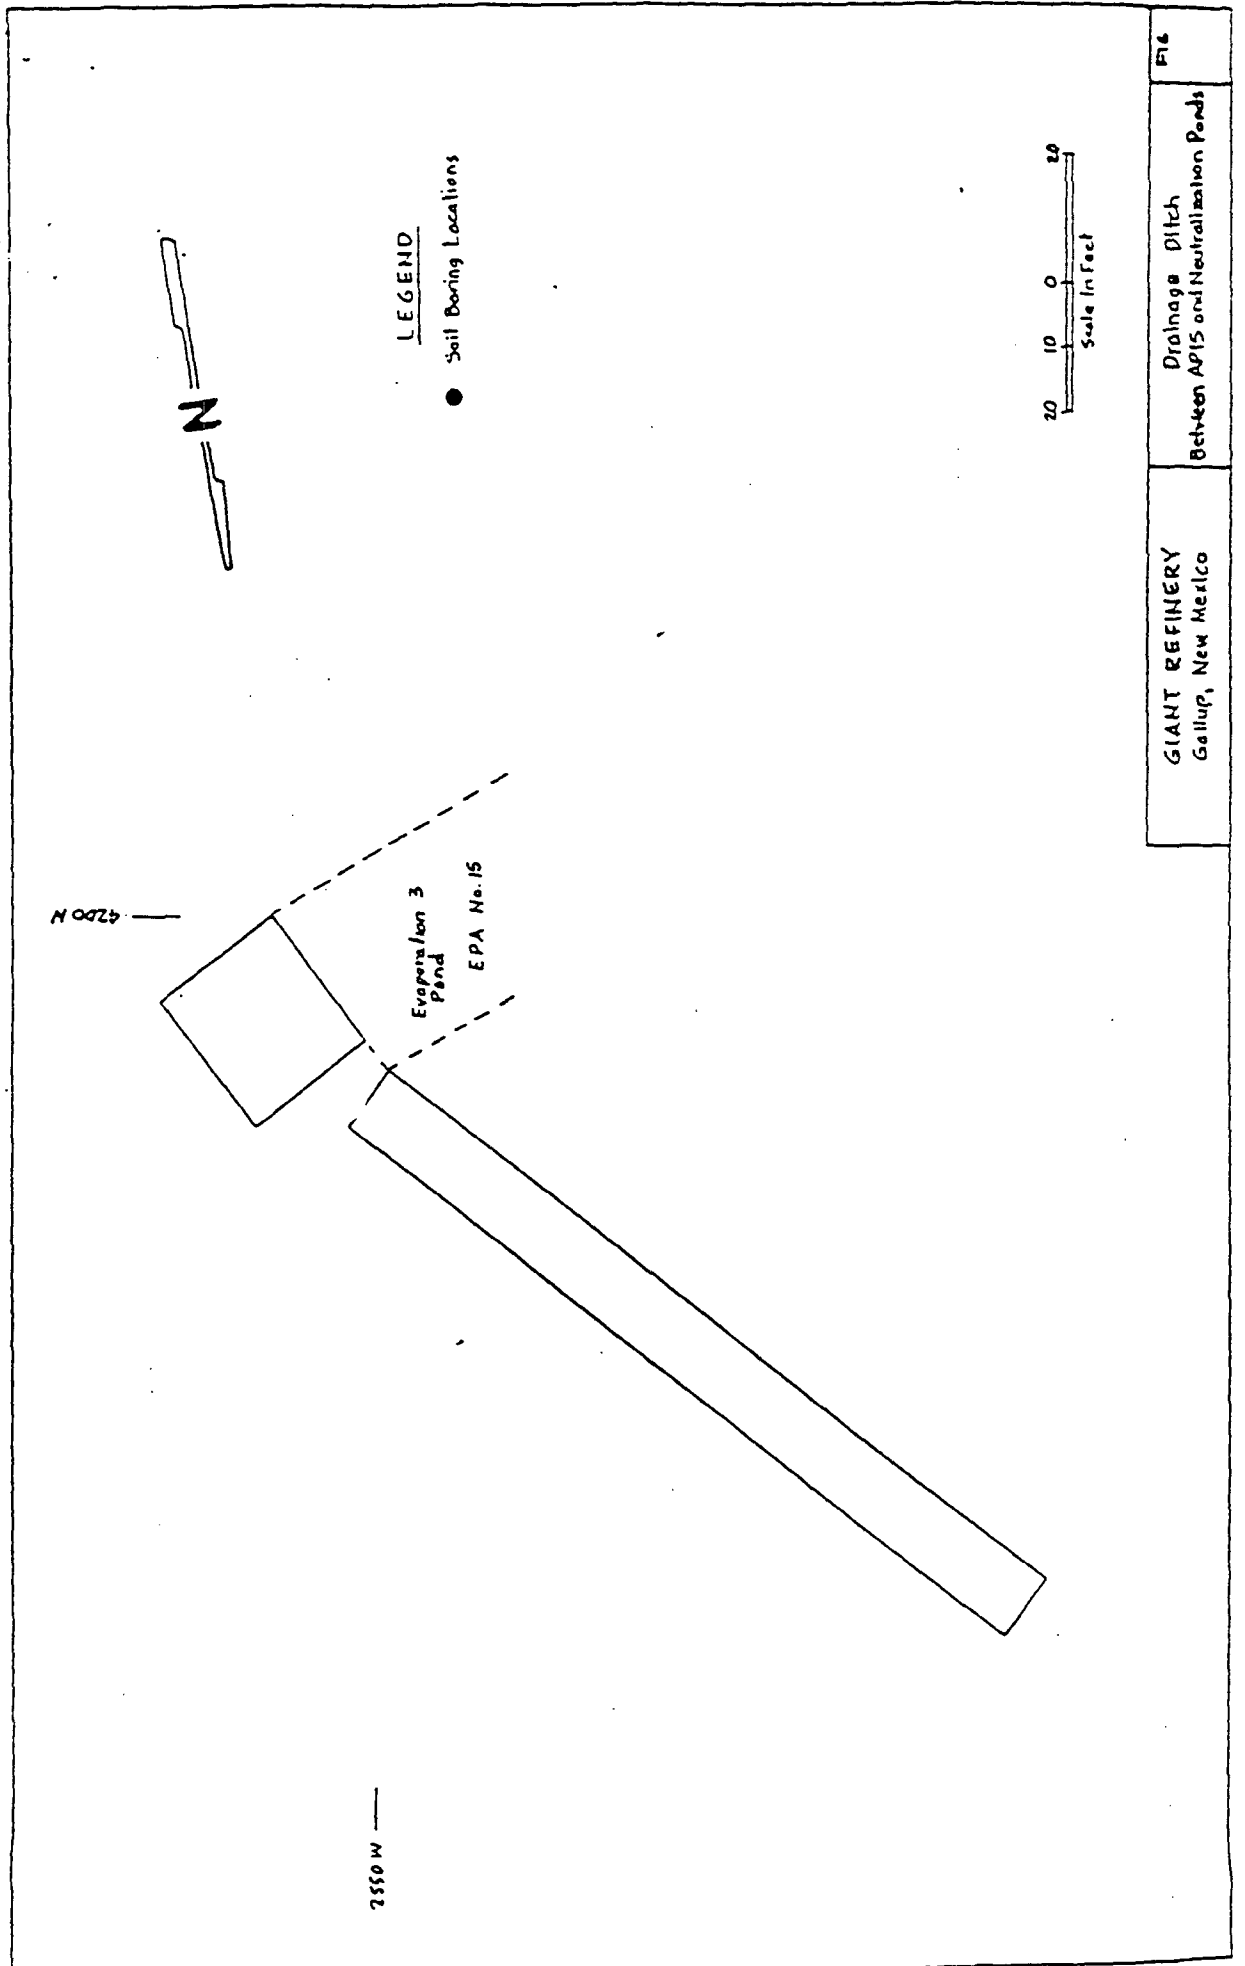 N
LEGEND
● Soil Boring Locations
4200 N
Evaporation 3
Pond
EPA No. 15
2550 W
20 10 0 20
Scale In Feet
GIANT REFINERY
Gallup, New Mexico
Drainage Ditch
Between APIS and Neutralization Ponds